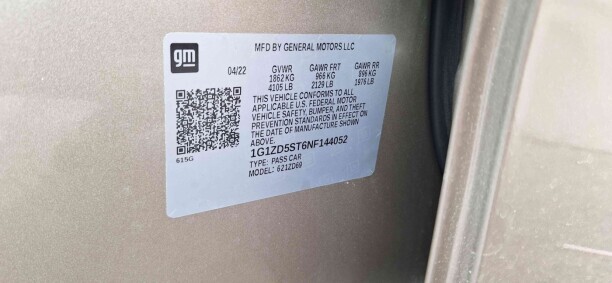 gm
MFD BY GENERAL MOTORS LLC
04/22 GVWR GAWR FRT GAWR RR
1862 KG 966 KG 896 KG
4105 LB 2129 LB 1976 LB
THIS VEHICLE CONFORMS TO ALL
APPLICABLE U.S. FEDERAL MOTOR
VEHICLE SAFETY, BUMPER, AND THEFT
PREVENTION STANDARDS IN EFFECT ON
THE DATE OF MANUFACTURE SHOWN
ABOVE.
1G1ZD5ST6NF144052
TYPE: PASS CAR
MODEL: 621ZD69
615G